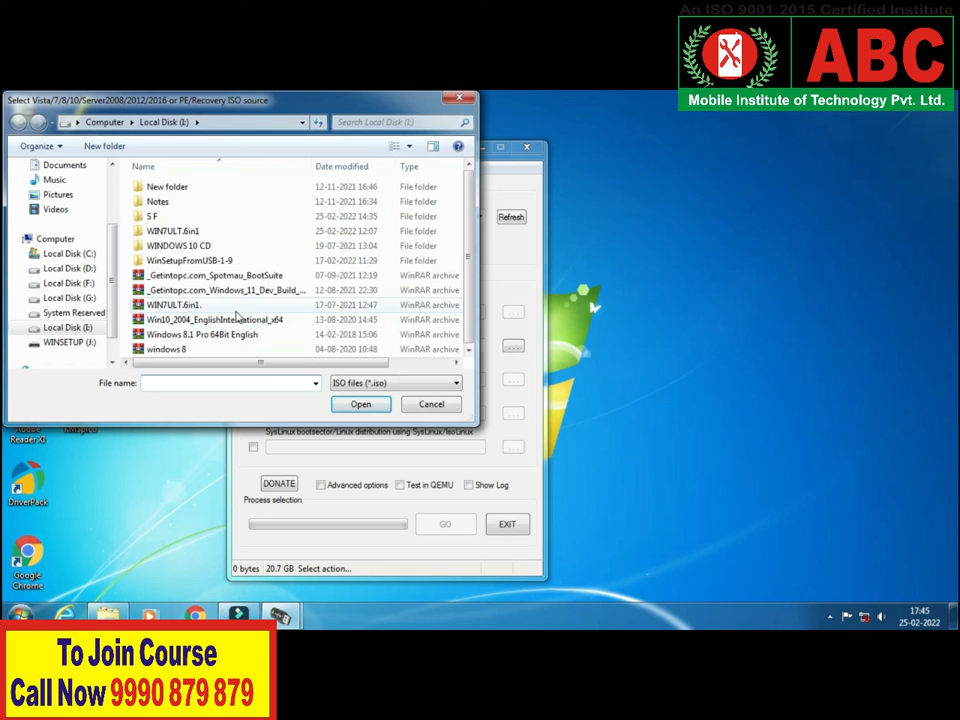 An ISO 9001:2015 Certified Institute
ABC
Mobile Institute of Technology Pvt. Ltd.
Select Vista/7/8/10/Server2008/2012/2016 or PE/Recovery ISO source
Computer Local Disk (I:)
Search Local Disk (I:)
Organize New folder
Name Date modified Type
Documents
Music
Pictures
Videos
Computer
Local Disk (C:)
Local Disk (D:)
Local Disk (F:)
Local Disk (G:)
System Reserved
Local Disk (I:)
WINSETUP (J:)
New folder 12-11-2021 16:46 File folder
Notes 12-11-2021 16:34 File folder
S F 25-02-2022 14:35 File folder
WIN7ULT.6in1 25-02-2022 12:07 File folder
WINDOWS 10 CD 19-07-2021 13:04 File folder
WinSetupFromUSB-1-9 17-02-2022 11:29 File folder
_Getintopc.com_Spotmau_BootSuite 07-09-2021 12:19 WinRAR archive
_Getintopc.com_Windows_11_Dev_Build_... 12-08-2021 22:30 WinRAR archive
WIN7ULT.6in1. 17-07-2021 12:47 WinRAR archive
Win10_2004_EnglishInternational_x64 13-08-2020 14:45 WinRAR archive
Windows 8.1 Pro 64Bit English 14-02-2018 15:06 WinRAR archive
windows 8 04-08-2020 10:48 WinRAR archive
File name: ISO files (*.iso)
Open Cancel
Refresh
...
...
...
...
SysLinux bootsector/Linux distribution using SysLinux/IsoLinux
...
DONATE Advanced options Test in QEMU Show Log
Process selection
GO EXIT
0 bytes 20.7 GB Select action...
Adobe
Reader XI
DriverPack
Google
Chrome
17:45
25-02-2022
To Join Course
Call Now 9990 879 879